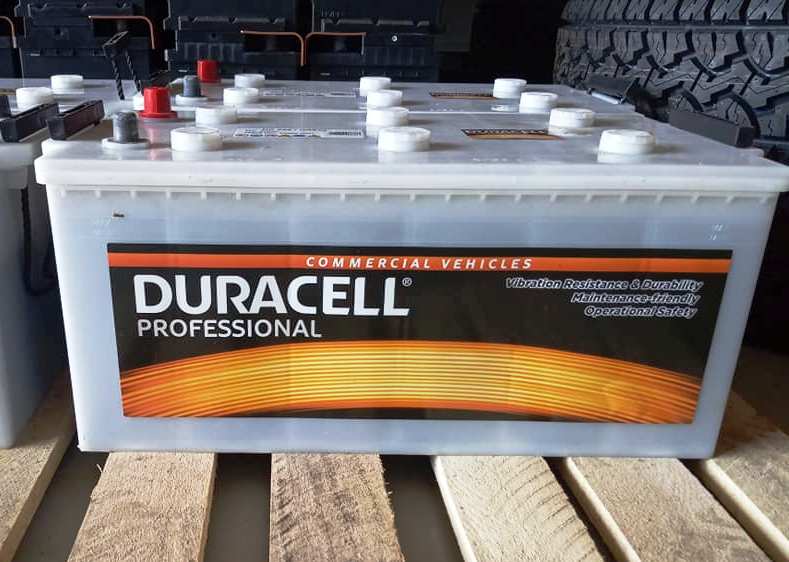 COMMERCIAL VEHICLES
DURACELL®
PROFESSIONAL
Vibration Resistance & Durability
Maintenance-friendly
Operational Safety